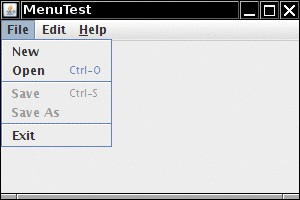 MenuTest
File Edit Help
New
Open Ctrl-O
Save Ctrl-S
Save As
Exit